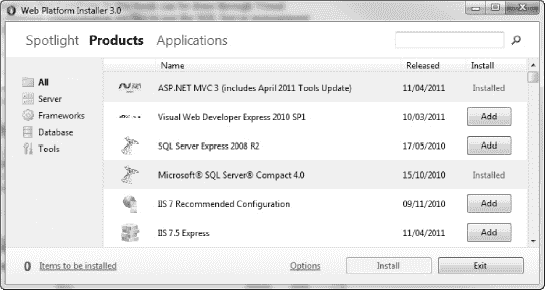 Web Platform Installer 3.0
Spotlight Products Applications
Name Released Install
All
Server
Frameworks
Database
Tools
ASP.NET MVC 3 (includes April 2011 Tools Update) 11/04/2011 Installed
Visual Web Developer Express 2010 SP1 10/03/2011 Add
SQL Server Express 2008 R2 17/05/2010 Add
Microsoft® SQL Server® Compact 4.0 15/10/2010 Installed
IIS 7 Recommended Configuration 09/11/2010 Add
IIS 7.5 Express 11/04/2011 Add
0 Items to be installed Options Install Exit